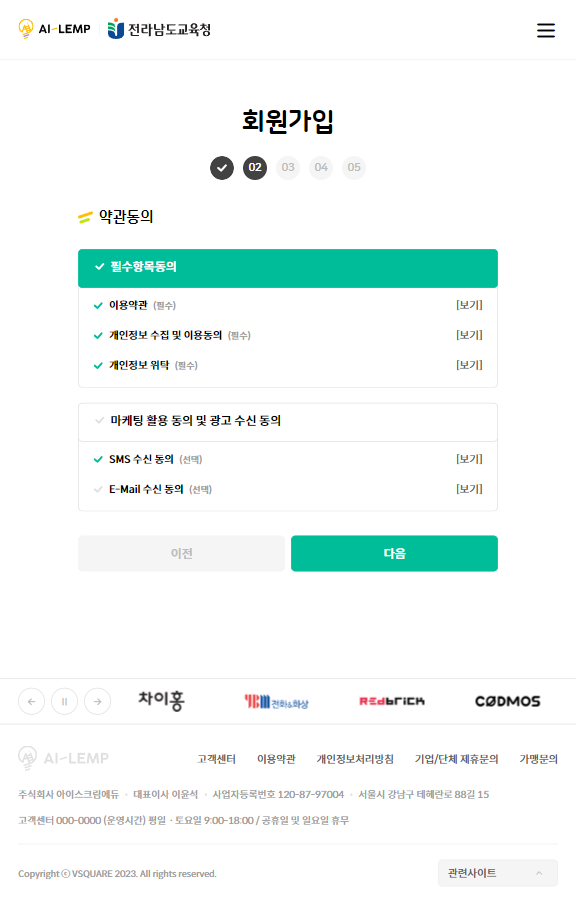 AI-LEMP 전라남도교육청
회원가입
02 03 04 05
약관동의
필수항목동의
이용약관 (필수) [보기]
개인정보 수집 및 이용동의 (필수) [보기]
개인정보 위탁 (필수) [보기]
마케팅 활용 동의 및 광고 수신 동의
SMS 수신 동의 (선택) [보기]
E-Mail 수신 동의 (선택) [보기]
이전 다음
차이홍 YBM 전화&화상 REdbrick CODMOS
AI-LEMP 고객센터 이용약관 개인정보처리방침 기업/단체 제휴문의 가맹문의
주식회사 아이스크림에듀 · 대표이사 이윤석 · 사업자등록번호 120-87-97004 · 서울시 강남구 테헤란로 88길 15
고객센터 000-0000 (운영시간) 평일 · 토요일 9:00-18:00 / 공휴일 및 일요일 휴무
Copyright ⓒ VSQUARE 2023. All rights reserved. 관련사이트